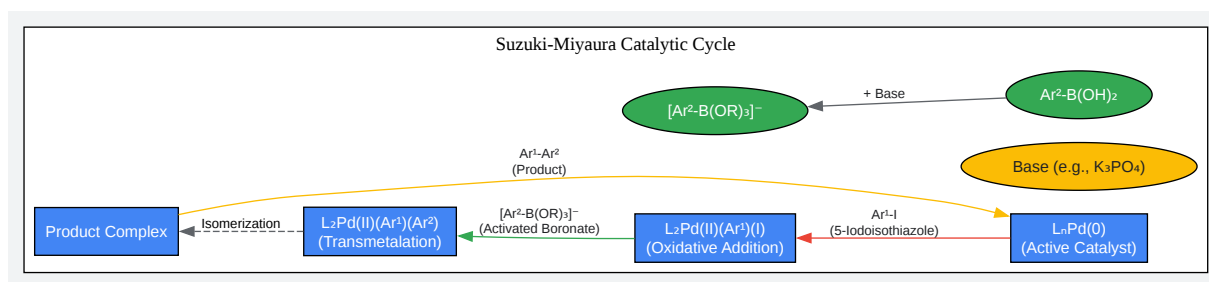 Suzuki-Miyaura Catalytic Cycle
+ Base
Ar²-B(OH)₂
[Ar²-B(OR)₃]⁻
Base (e.g., K₃PO₄)
Ar¹-Ar²
(Product)
Product Complex
Isomerization
L₂Pd(II)(Ar¹)(Ar²)
(Transmetalation)
[Ar²-B(OR)₃]⁻
(Activated Boronate)
L₂Pd(II)(Ar¹)(I)
(Oxidative Addition)
Ar¹-I
(5-Iodoisothiazole)
LₙPd(0)
(Active Catalyst)